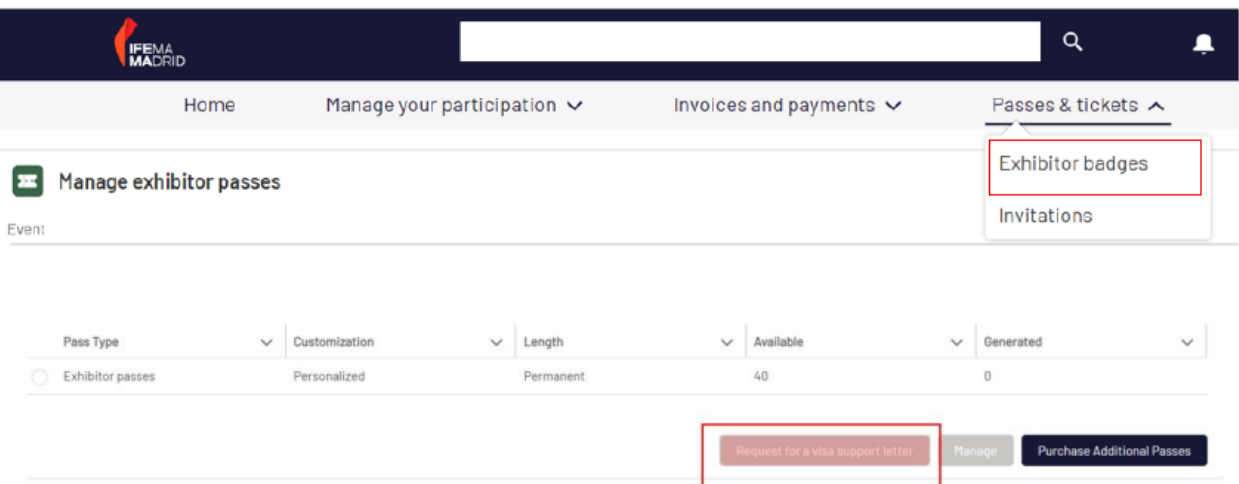 IFEMA
MADRID
Home Manage your participation Invoices and payments Passes & tickets
Exhibitor badges
Invitations
Manage exhibitor passes
Event
Pass Type Customization Length Available Generated
Exhibitor passes Personalized Permanent 40 0
Request for a visa support letter Manage Purchase Additional Passes